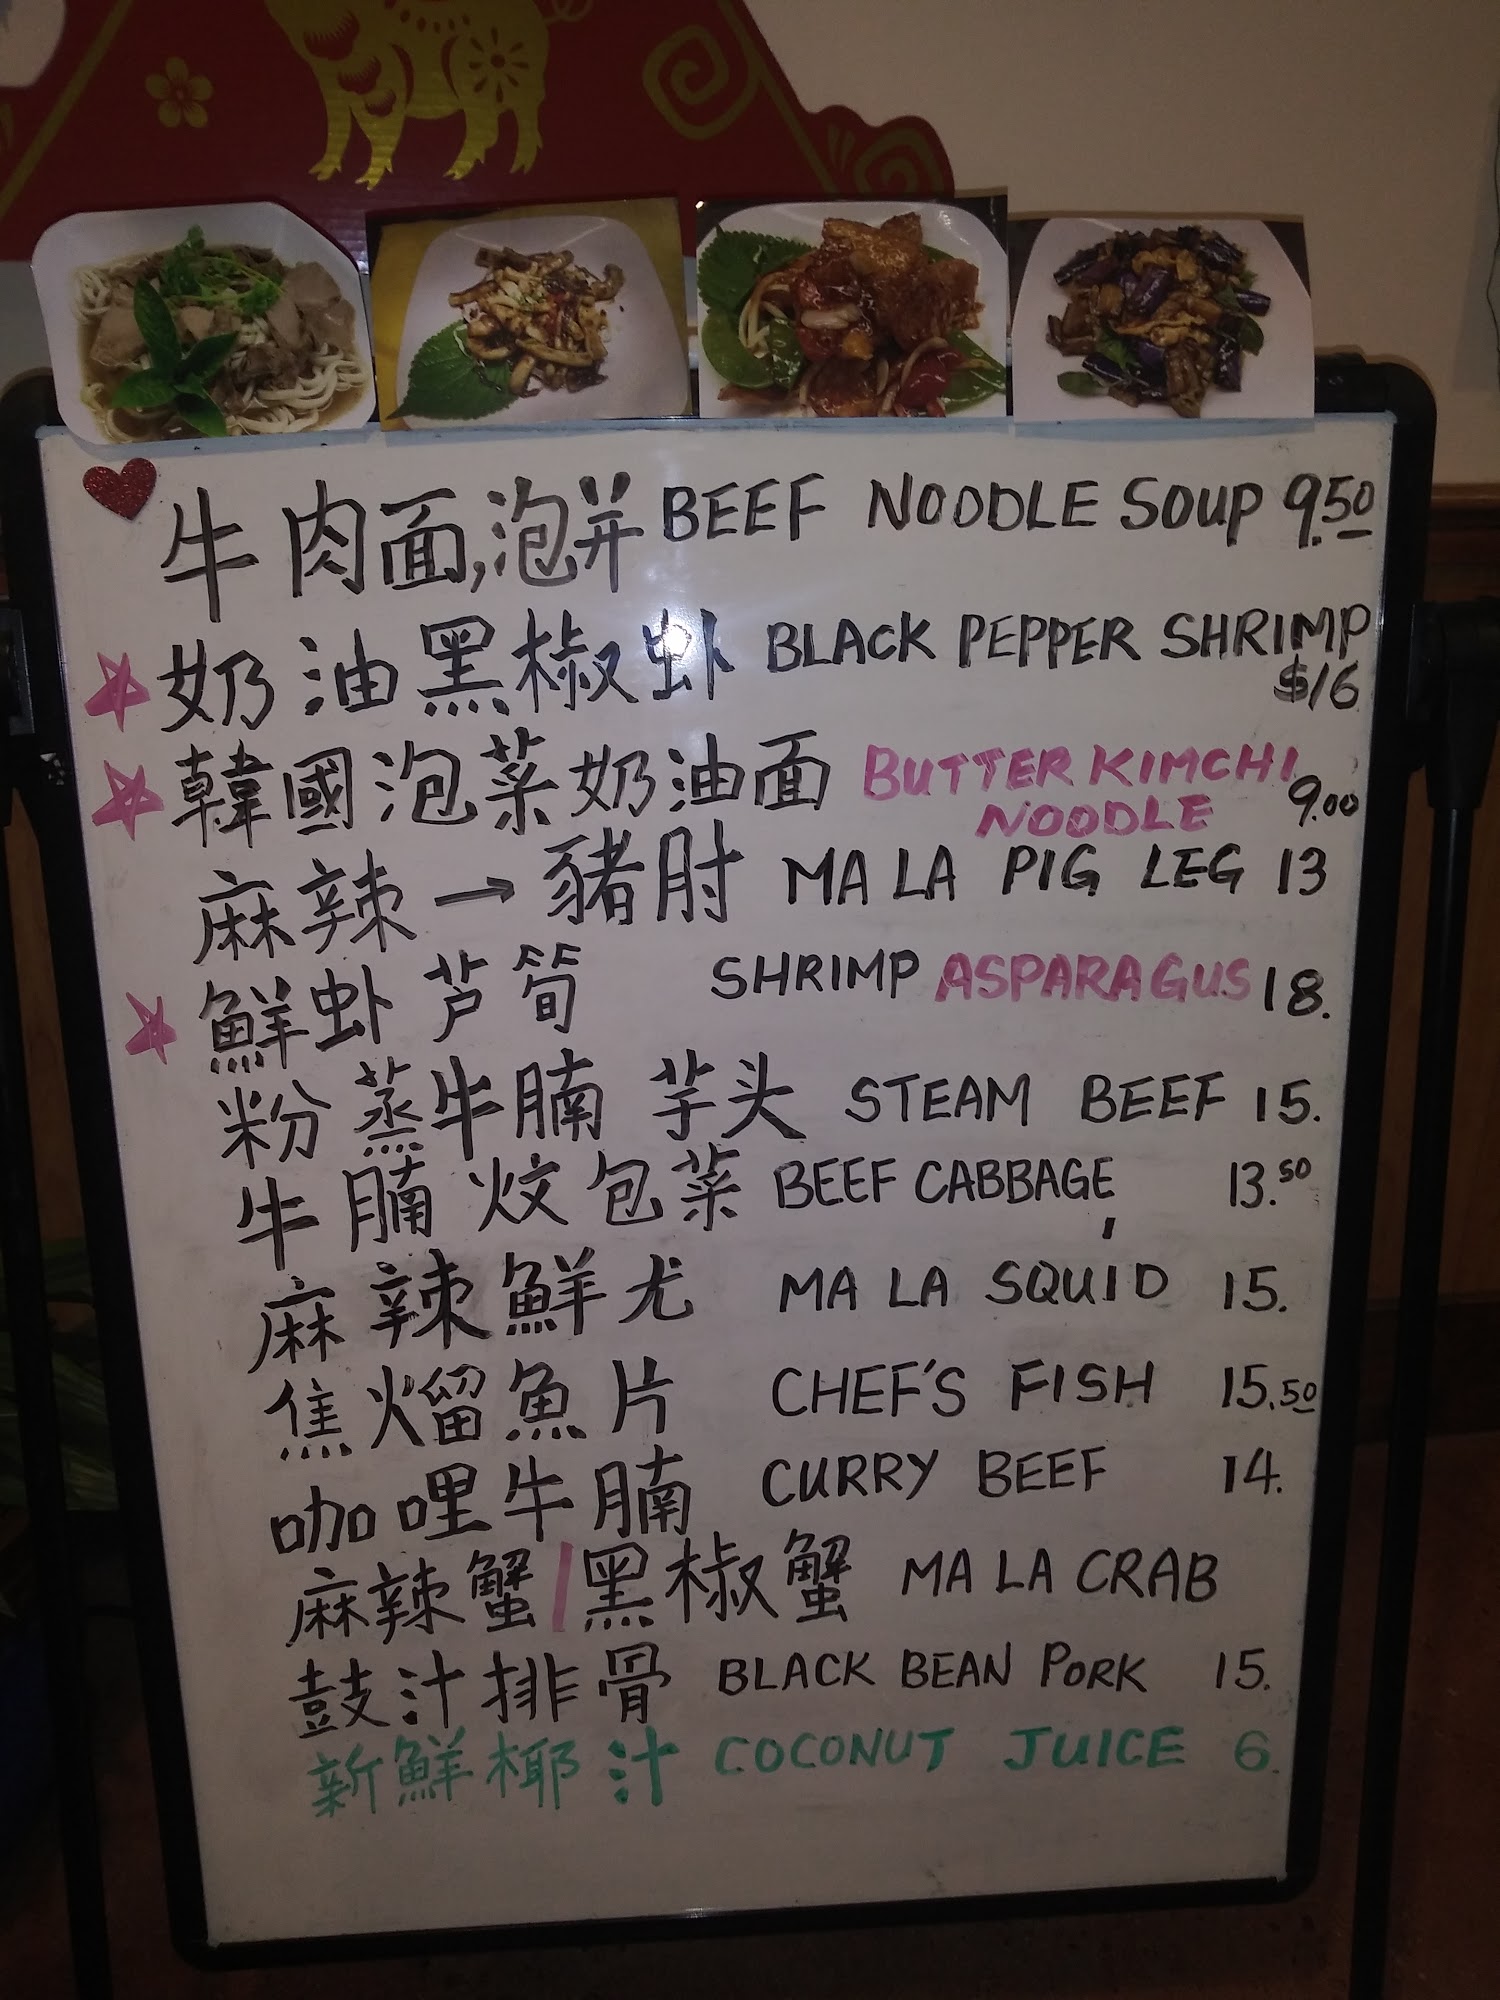 牛肉面,泡并 BEEF NOODLE SOUP 9.50
奶油黑椒虾 BLACK PEPPER SHRIMP
$16
韓國泡菜奶油面 BUTTER KIMCHI
NOODLE 9.00
麻辣→豬肘 MA LA PIG LEG 13
鮮虾芦筍 SHRIMP ASPARAGUS 18.
粉蒸牛腩 芋头 STEAM BEEF 15.
牛腩炆包菜 BEEF CABBAGE 13.50
麻辣鮮尤 MA LA SQUID 15.
焦熘魚片 CHEF'S FISH 15.50
咖哩牛腩 CURRY BEEF 14.
麻辣蟹/黑椒蟹 MA LA CRAB
鼓汁排骨 BLACK BEAN PORK 15.
新鮮椰汁 COCONUT JUICE 6.